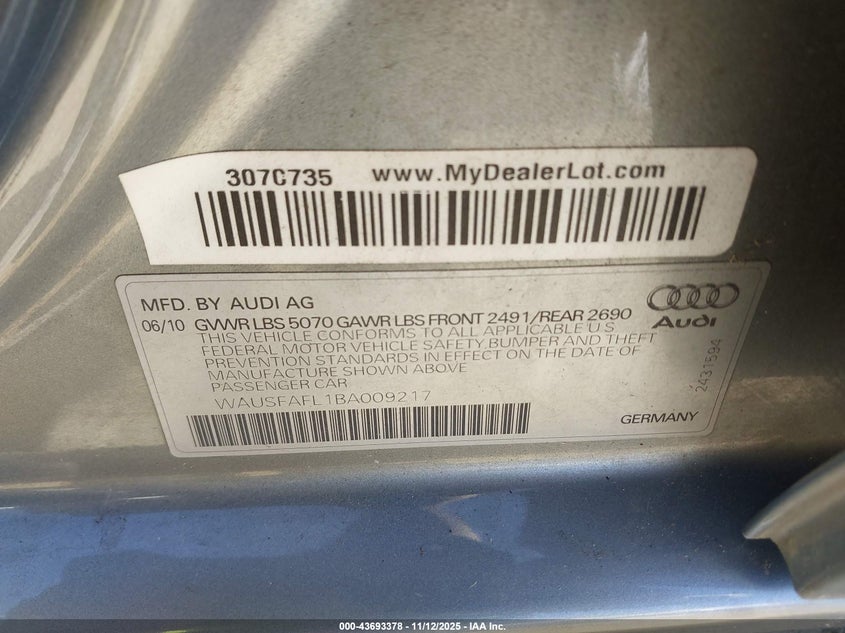 307C735 www.MyDealerLot.com
MFD. BY AUDI AG
06/10 GVWR LBS 5070 GAWR LBS FRONT 2491/REAR 2690
THIS VEHICLE CONFORMS TO ALL APPLICABLE U.S.
FEDERAL MOTOR VEHICLE SAFETY, BUMPER AND THEFT
PREVENTION STANDARDS IN EFFECT ON THE DATE OF
MANUFACTURE SHOWN ABOVE
PASSENGER CAR
WAUSFAFL1BA009217
GERMANY
Audi
2431594
000-43693378 - 11/12/2025 - IAA Inc.